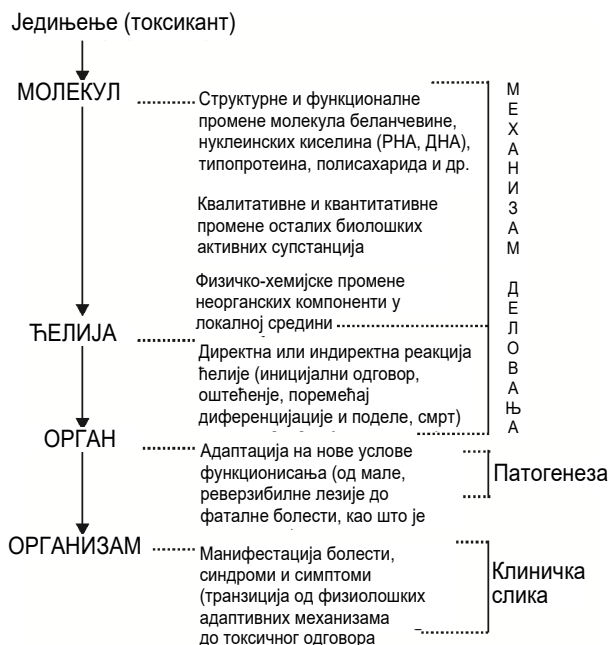 Једињење (токсикант)
МОЛЕКУЛ
Структурне и функционалне
промене молекула беланчевине,
нуклеинских киселина (РНА, ДНА),
типопротеина, полисахарида и др.
Квалитативне и квантитативне
промене осталих биолошких
активних супстанција
Физичко-хемијске промене
неорганских компоненти у
локалној средини
МЕХАНИЗАМ ДЕЛОВАЊА
ЋЕЛИЈА
Директна или индиректна реакција
ћелије (иницијални одговор,
оштећенје, поремећај
диференцијације и поделе, смрт)
ОРГАН
Адаптација на нове услове
функционисања (од мале,
реверзибилне лезије до
фаталне болести, као што је
Патогенеза
ОРГАНИЗАМ
Манифестација болести,
синдроми и симптоми
(транзиција од физиолошких
адаптивних механизама
до токсичног одговора
Клиничка
слика